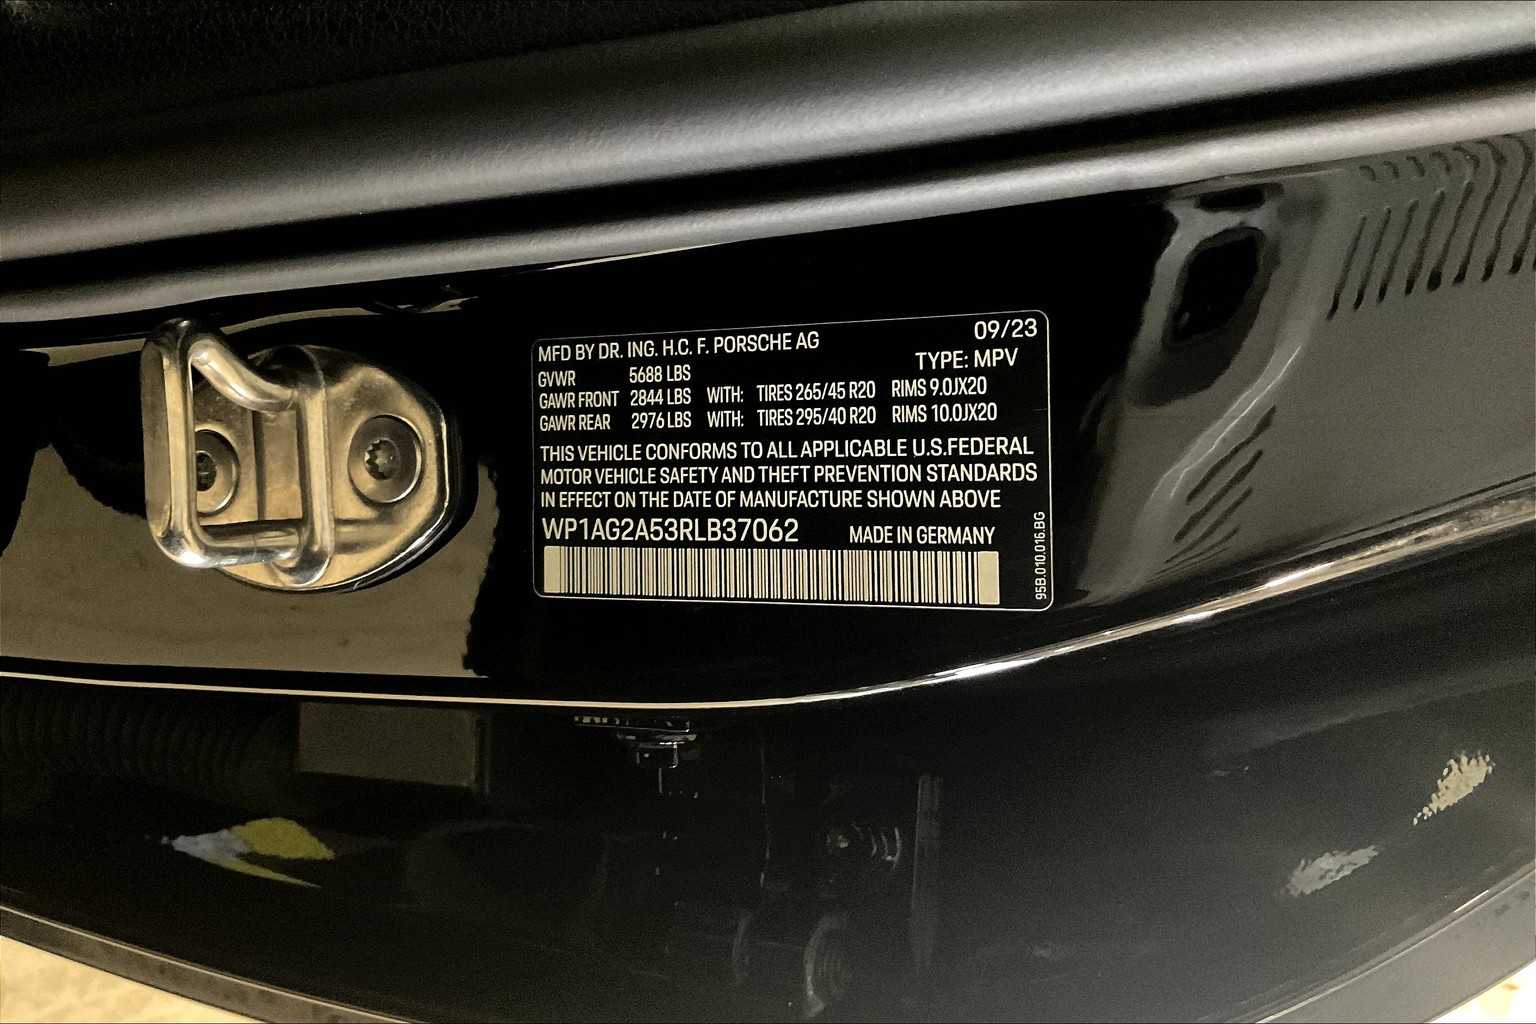 MFD BY DR. ING. H.C. F. PORSCHE AG 09/23
TYPE: MPV
GVWR 5688 LBS
GAWR FRONT 2844 LBS WITH: TIRES 265/45 R20 RIMS 9.0JX20
GAWR REAR 2976 LBS WITH: TIRES 295/40 R20 RIMS 10.0JX20
THIS VEHICLE CONFORMS TO ALL APPLICABLE U.S.FEDERAL
MOTOR VEHICLE SAFETY AND THEFT PREVENTION STANDARDS
IN EFFECT ON THE DATE OF MANUFACTURE SHOWN ABOVE
WP1AG2A53RLB37062 MADE IN GERMANY
95B.010.016.BG